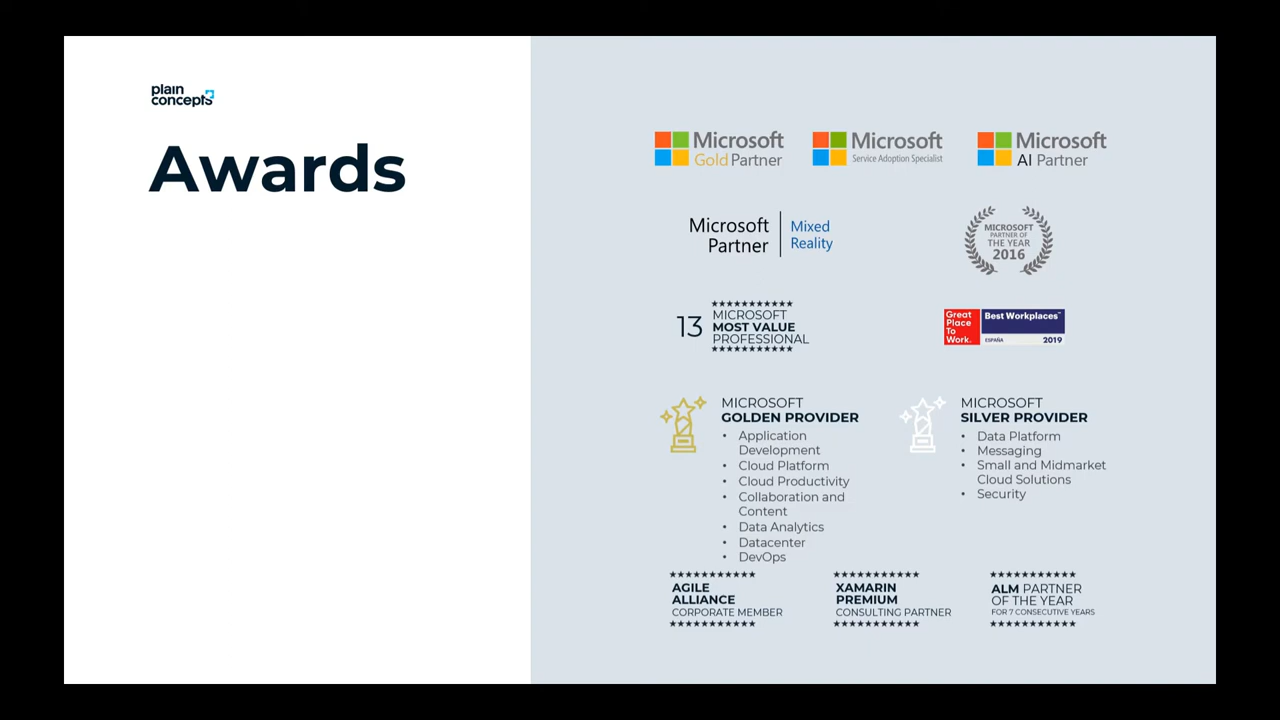 plain
concepts
Awards
Microsoft
Gold Partner
Microsoft
Service Adoption Specialist
Microsoft
AI Partner
Microsoft
Partner
Mixed
Reality
MICROSOFT
PARTNER OF
THE YEAR
2016
13
MICROSOFT
MOST VALUE
PROFESSIONAL
Great
Place
To
Work.
Best Workplaces™
ESPAÑA
2019
MICROSOFT
GOLDEN PROVIDER
• Application
Development
• Cloud Platform
• Cloud Productivity
• Collaboration and
Content
• Data Analytics
• Datacenter
• DevOps
MICROSOFT
SILVER PROVIDER
• Data Platform
• Messaging
• Small and Midmarket
Cloud Solutions
• Security
AGILE
ALLIANCE
CORPORATE MEMBER
XAMARIN
PREMIUM
CONSULTING PARTNER
ALM PARTNER
OF THE YEAR
FOR 7 CONSECUTIVE YEARS